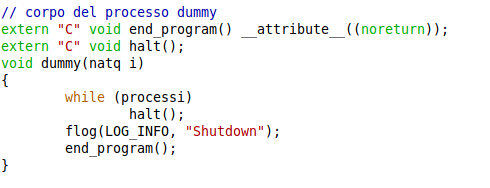 // corpo del processo dummy
extern "C" void end_program() __attribute__((noreturn));
extern "C" void halt();
void dummy(natq i)
{
        while (processi)
                halt();
        flog(LOG_INFO, "Shutdown");
        end_program();
}